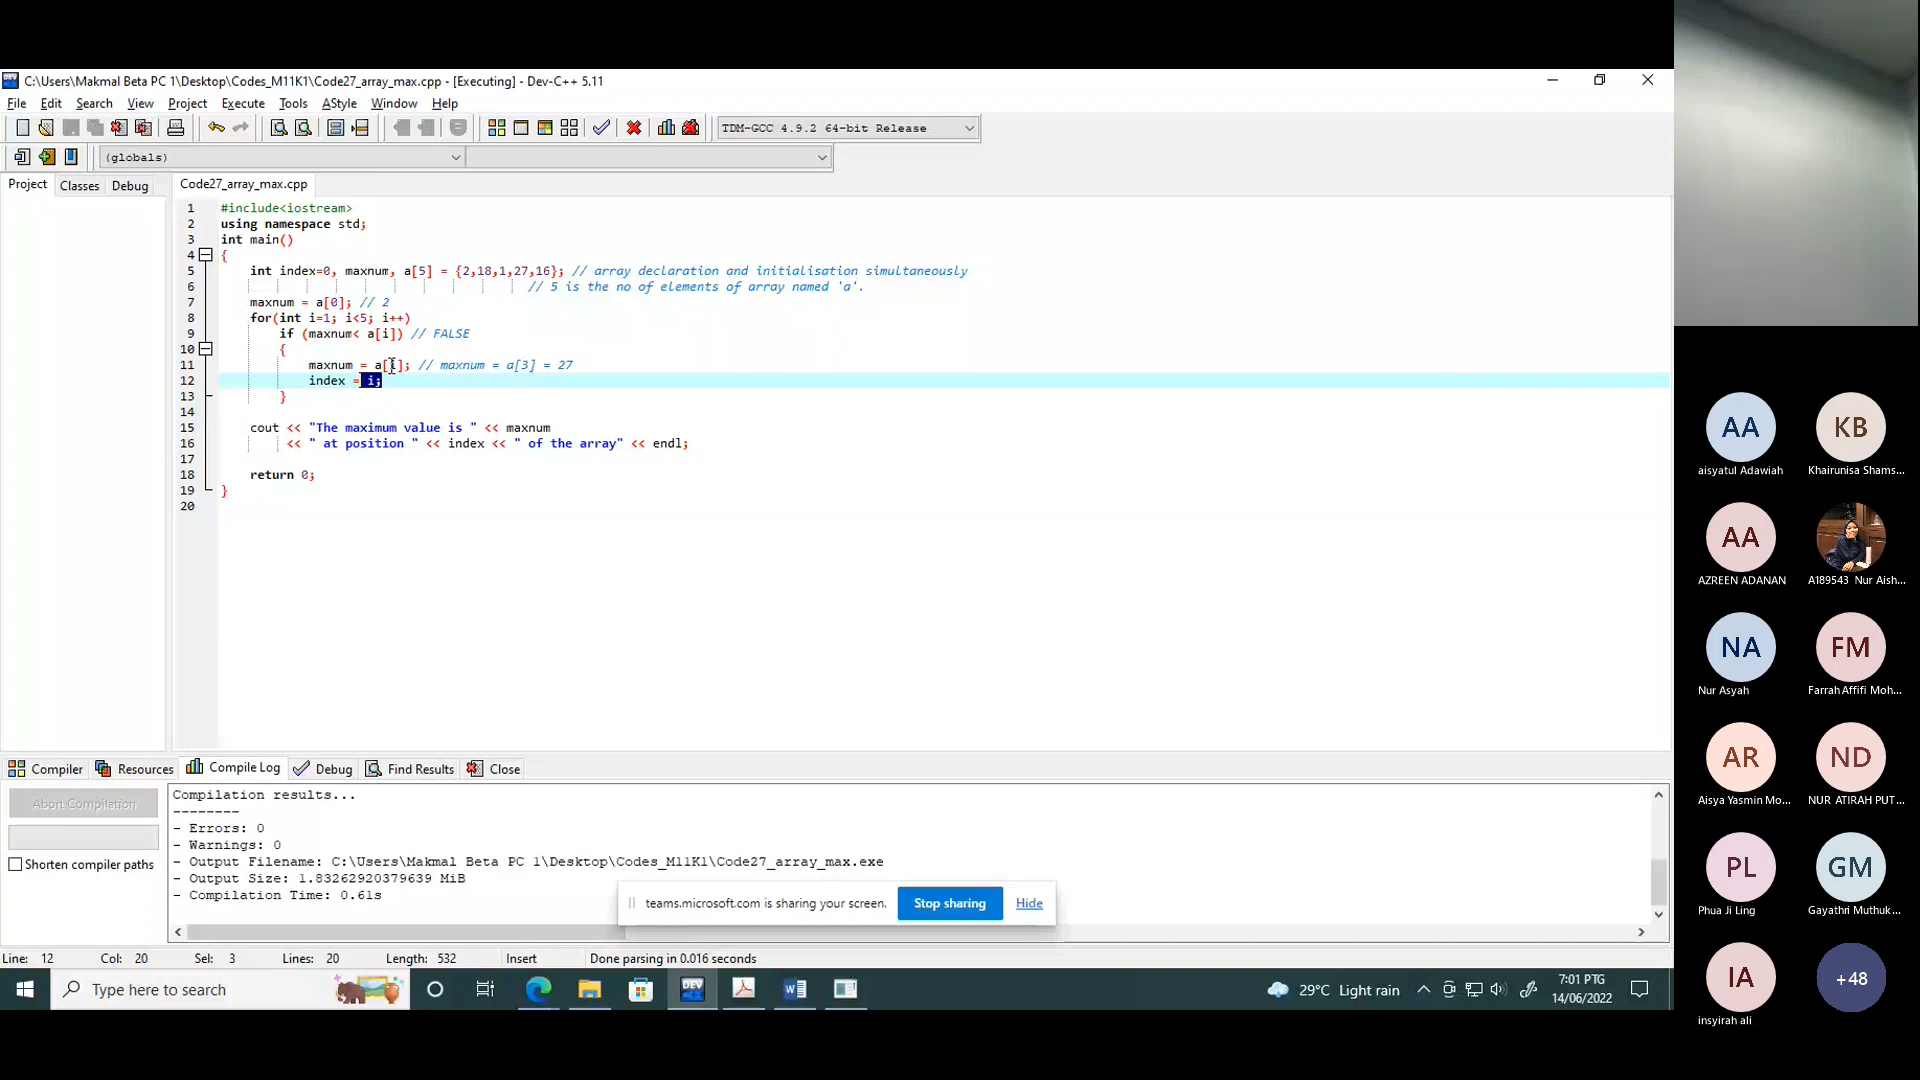 C:\Users\Makmal Beta PC 1\Desktop\Codes_M11K1\Code27_array_max.cpp - [Executing] - Dev-C++ 5.11
File Edit Search View Project Execute Tools AStyle Window Help
TDM-GCC 4.9.2 64-bit Release
(globals)
Project Classes Debug
Code27_array_max.cpp
1 #include<iostream>
2 using namespace std;
3 int main()
4 {
5 int index=0, maxnum, a[5] = {2,18,1,27,16}; // array declaration and initialisation simultaneously
6 // 5 is the no of elements of array named 'a'.
7 maxnum = a[0]; // 2
8 for(int i=1; i<5; i++)
9 if (maxnum< a[i]) // FALSE
10 {
11 maxnum = a[i]; // maxnum = a[3] = 27
12 index = i;
13 }
14
15 cout << "The maximum value is " << maxnum
16 << " at position " << index << " of the array" << endl;
17
18 return 0;
19 }
20
Compiler Resources Compile Log Debug Find Results Close
Abort Compilation
Shorten compiler paths
Compilation results...
--------
- Errors: 0
- Warnings: 0
- Output Filename: C:\Users\Makmal Beta PC 1\Desktop\Codes_M11K1\Code27_array_max.exe
- Output Size: 1.83262920379639 MiB
- Compilation Time: 0.61s
teams.microsoft.com is sharing your screen. Stop sharing Hide
Line: 12 Col: 20 Sel: 3 Lines: 20 Length: 532 Insert Done parsing in 0.016 seconds
Type here to search
DEV
29°C Light rain
7:01 PTG
14/06/2022
AA KB
aisyatul Adawiah Khairunisa Shams...
AA
AZREEN ADANAN A189543 Nur Aish...
NA FM
Nur Asyah Farrah Affifi Moh...
AR ND
Aisya Yasmin Mo... NUR ATIRAH PUT...
PL GM
Phua Ji Ling Gayathri Muthuk...
IA +48
insyirah ali